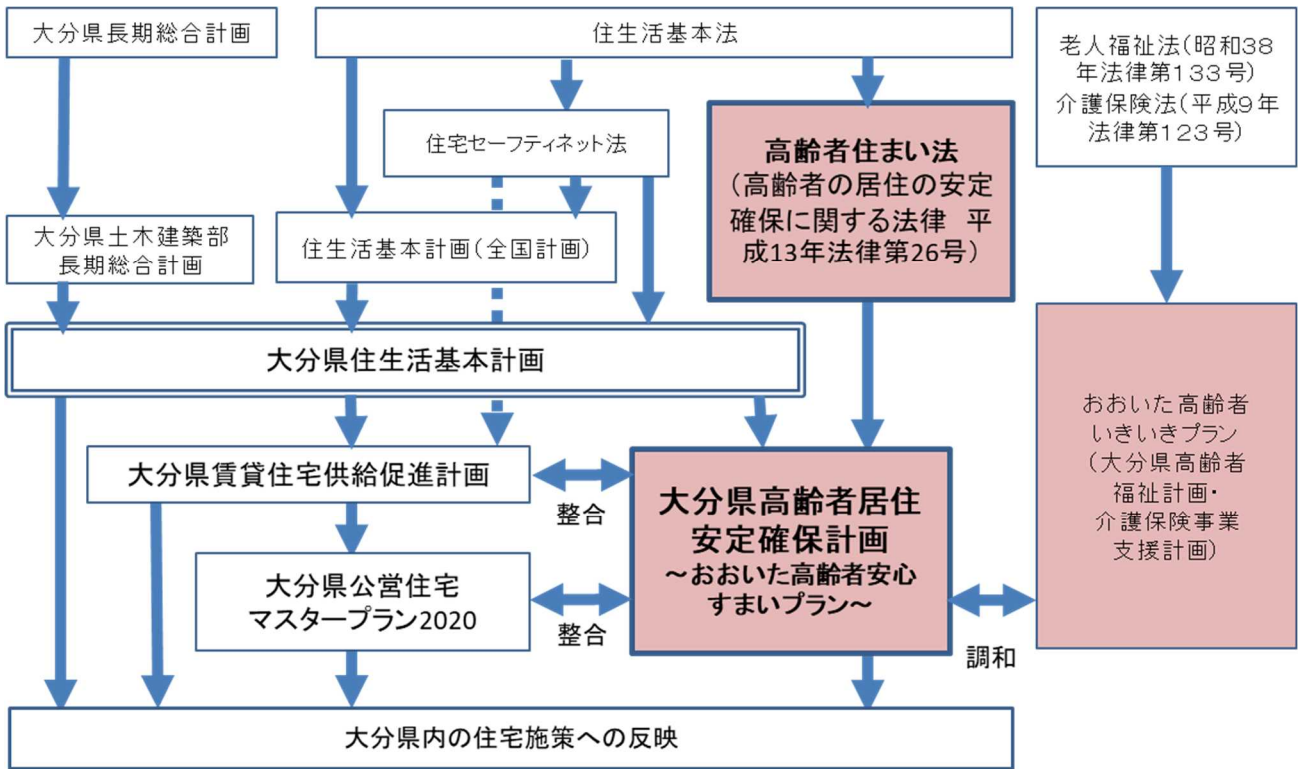 大分県長期総合計画
住生活基本法
老人福祉法(昭和38
年法律第133号)
介護保険法(平成9年
法律第123号)
住宅セーフティネット法
高齢者住まい法
(高齢者の居住の安定
確保に関する法律 平
成13年法律第26号)
大分県土木建築部
長期総合計画
住生活基本計画(全国計画)
大分県住生活基本計画
おおいた高齢者
いきいきプラン
(大分県高齢者
福祉計画・
介護保険事業
支援計画)
大分県賃貸住宅供給促進計画
整合
大分県高齢者居住
安定確保計画
~おおいた高齢者安心
すまいプラン~
大分県公営住宅
マスタープラン2020
整合
調和
大分県内の住宅施策への反映